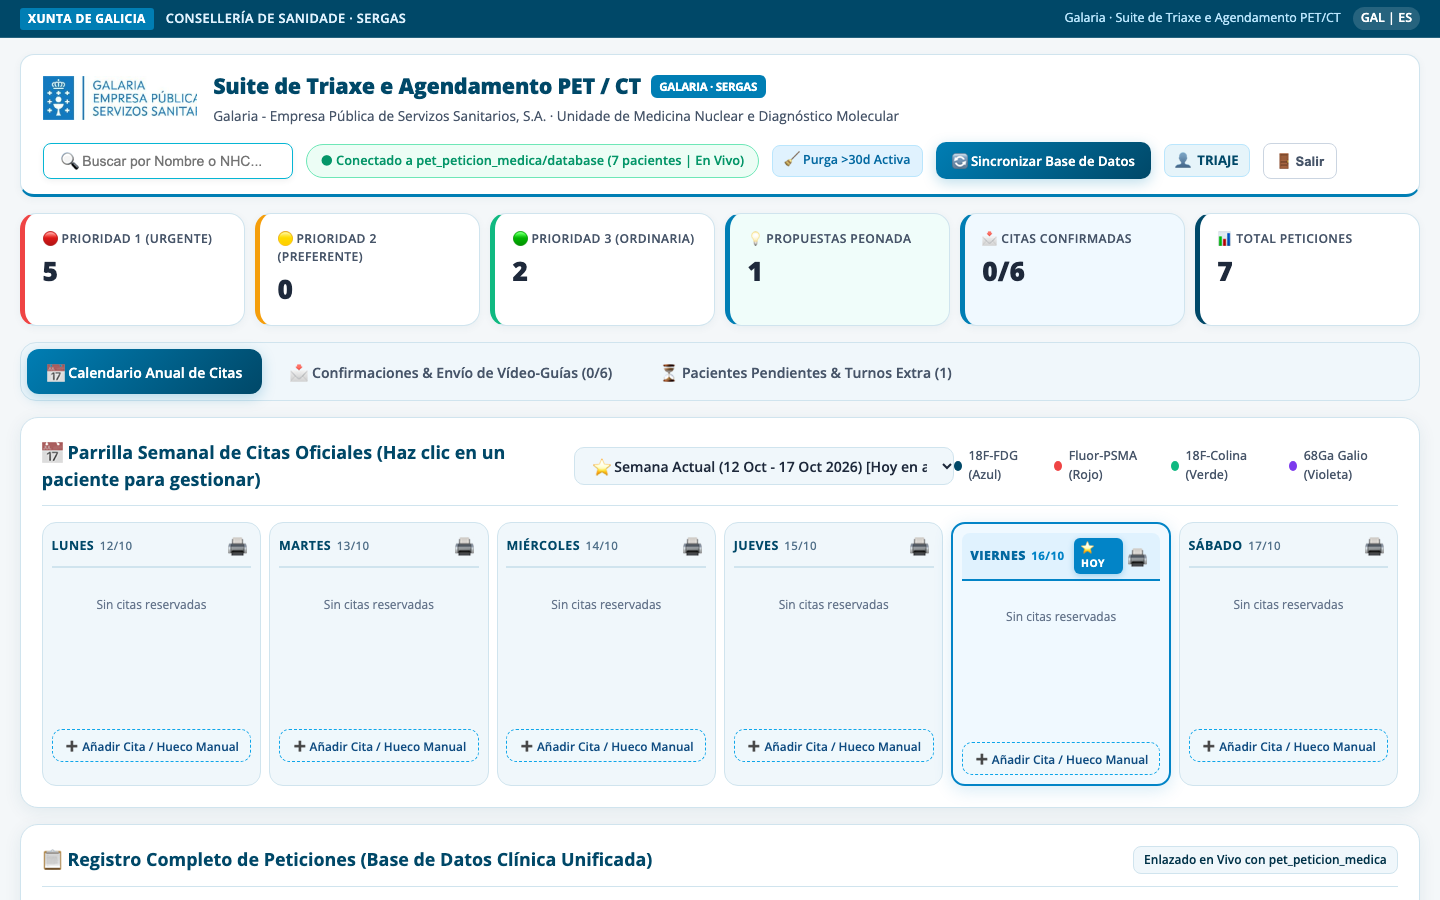 XUNTA DE GALICIA CONSELLERÍA DE SANIDADE · SERGAS
Galaria · Suite de Triaxe e Agendamento PET/CT GAL | ES
GALARIA
EMPRESA PÚBLICA
SERVIZOS SANITAI
Suite de Triaxe e Agendamento PET / CT GALARIA · SERGAS
Galaria - Empresa Pública de Servizos Sanitarios, S.A. · Unidade de Medicina Nuclear e Diagnóstico Molecular
Buscar por Nombre o NHC...
Conectado a pet_peticion_medica/database (7 pacientes | En Vivo)
Purga >30d Activa
Sincronizar Base de Datos
TRIAJE
Salir
PRIORIDAD 1 (URGENTE)
5
PRIORIDAD 2
(PREFERENTE)
0
PRIORIDAD 3 (ORDINARIA)
2
PROPUESTAS PEONADA
1
CITAS CONFIRMADAS
0/6
TOTAL PETICIONES
7
Calendario Anual de Citas
Confirmaciones & Envío de Vídeo-Guías (0/6)
Pacientes Pendientes & Turnos Extra (1)
Parrilla Semanal de Citas Oficiales (Haz clic en un
paciente para gestionar)
Semana Actual (12 Oct - 17 Oct 2026) [Hoy en a
18F-FDG
(Azul)
Fluor-PSMA
(Rojo)
18F-Colina
(Verde)
68Ga Galio
(Violeta)
LUNES 12/10
Sin citas reservadas
Añadir Cita / Hueco Manual
MARTES 13/10
Sin citas reservadas
Añadir Cita / Hueco Manual
MIÉRCOLES 14/10
Sin citas reservadas
Añadir Cita / Hueco Manual
JUEVES 15/10
Sin citas reservadas
Añadir Cita / Hueco Manual
VIERNES 16/10 HOY
Sin citas reservadas
Añadir Cita / Hueco Manual
SÁBADO 17/10
Sin citas reservadas
Añadir Cita / Hueco Manual
Registro Completo de Peticiones (Base de Datos Clínica Unificada)
Enlazado en Vivo con pet_peticion_medica